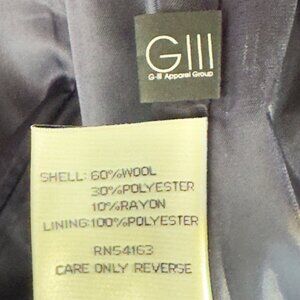 GIII
G-III Apparel Group
SHELL: 60%WOOL
30%POLYESTER
10%RAYON
LINING:100%POLYESTER
RN54163
CARE ONLY REVERSE